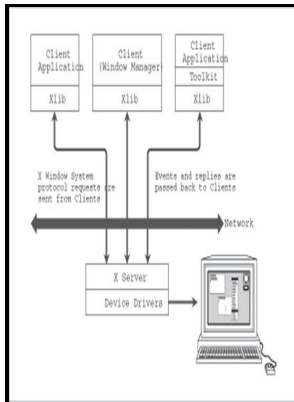 Client
Application
Xlib
Client
(Window Manager)
Xlib
Client
Application
Toolkit
Xlib
X Window System
protocol requests are
sent from Clients
Events and replies are
passed back to Clients
Network
X Server
Device Drivers